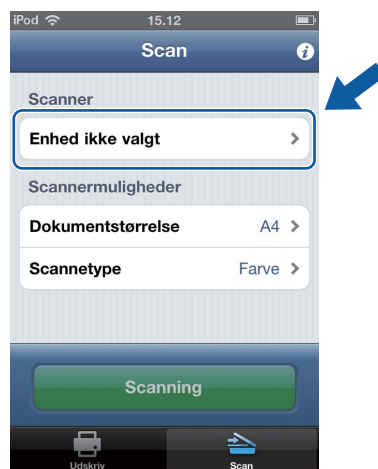 iPod 15.12
Scan
Scanner
Enhed ikke valgt
Scannermuligheder
Dokumentstørrelse A4
Scannetype Farve
Scanning
Udskriv Scan